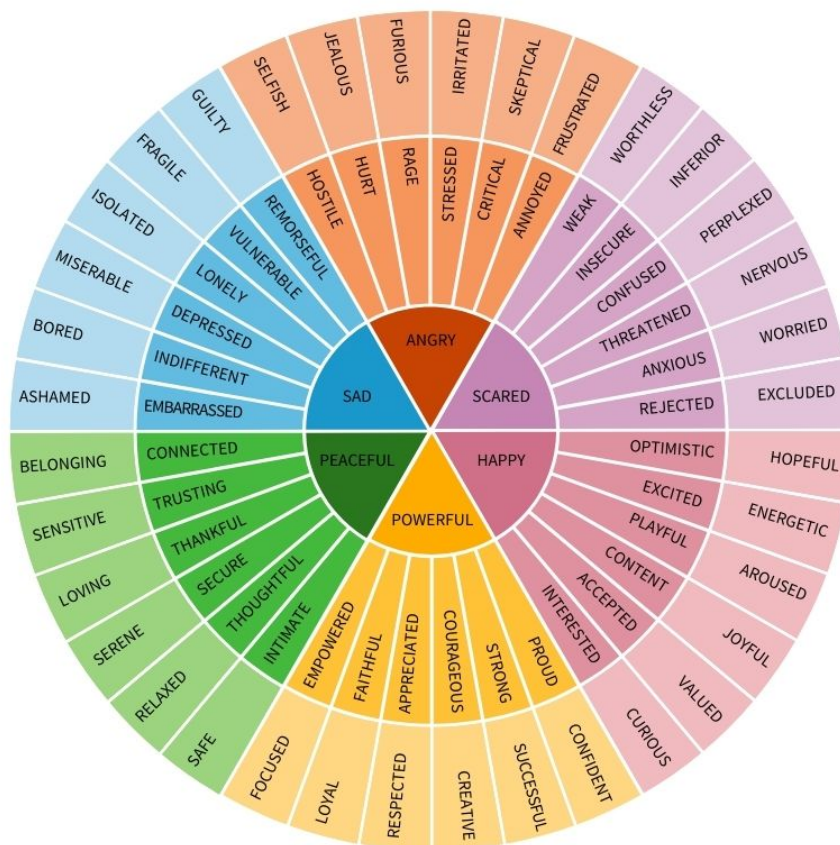 ANGRY
HOSTILE
HURT
RAGE
STRESSED
CRITICAL
ANNOYED
SELFISH
JEALOUS
FURIOUS
IRRITATED
SKEPTICAL
FRUSTRATED
SCARED
WEAK
INSECURE
CONFUSED
THREATENED
ANXIOUS
REJECTED
WORTHLESS
INFERIOR
PERPLEXED
NERVOUS
WORRIED
EXCLUDED
HAPPY
OPTIMISTIC
EXCITED
PLAYFUL
CONTENT
ACCEPTED
INTERESTED
HOPEFUL
ENERGETIC
AROUSED
JOYFUL
VALUED
CURIOUS
POWERFUL
PROUD
STRONG
COURAGEOUS
APPRECIATED
FAITHFUL
EMPOWERED
CONFIDENT
SUCCESSFUL
CREATIVE
RESPECTED
LOYAL
FOCUSED
PEACEFUL
INTIMATE
THOUGHTFUL
SECURE
THANKFUL
TRUSTING
CONNECTED
SAFE
RELAXED
SERENE
LOVING
SENSITIVE
BELONGING
SAD
EMBARRASSED
INDIFFERENT
DEPRESSED
LONELY
VULNERABLE
REMORSEFUL
ASHAMED
BORED
MISERABLE
ISOLATED
FRAGILE
GUILTY